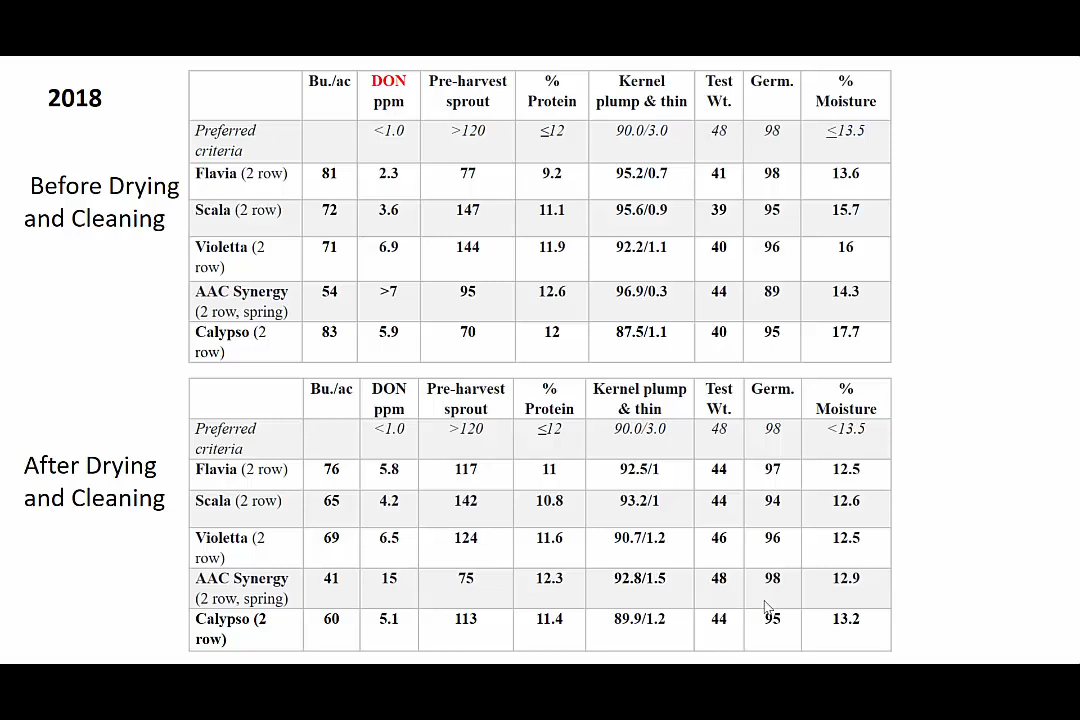 2018
Before Drying
and Cleaning
Bu./ac DON Pre-harvest % Kernel Test Germ. %
ppm sprout Protein plump & thin Wt. Moisture
Preferred <1.0 >120 ≤12 90.0/3.0 48 98 ≤13.5
criteria
Flavia (2 row) 81 2.3 77 9.2 95.2/0.7 41 98 13.6
Scala (2 row) 72 3.6 147 11.1 95.6/0.9 39 95 15.7
Violetta (2 71 6.9 144 11.9 92.2/1.1 40 96 16
row)
AAC Synergy 54 >7 95 12.6 96.9/0.3 44 89 14.3
(2 row, spring)
Calypso (2 83 5.9 70 12 87.5/1.1 40 95 17.7
row)
After Drying
and Cleaning
Bu./ac DON Pre-harvest % Kernel plump Test Germ. %
ppm sprout Protein & thin Wt. Moisture
Preferred <1.0 >120 ≤12 90.0/3.0 48 98 <13.5
criteria
Flavia (2 row) 76 5.8 117 11 92.5/1 44 97 12.5
Scala (2 row) 65 4.2 142 10.8 93.2/1 44 94 12.6
Violetta (2 69 6.5 124 11.6 90.7/1.2 46 96 12.5
row)
AAC Synergy 41 15 75 12.3 92.8/1.5 48 98 12.9
(2 row, spring)
Calypso (2 60 5.1 113 11.4 89.9/1.2 44 95 13.2
row)